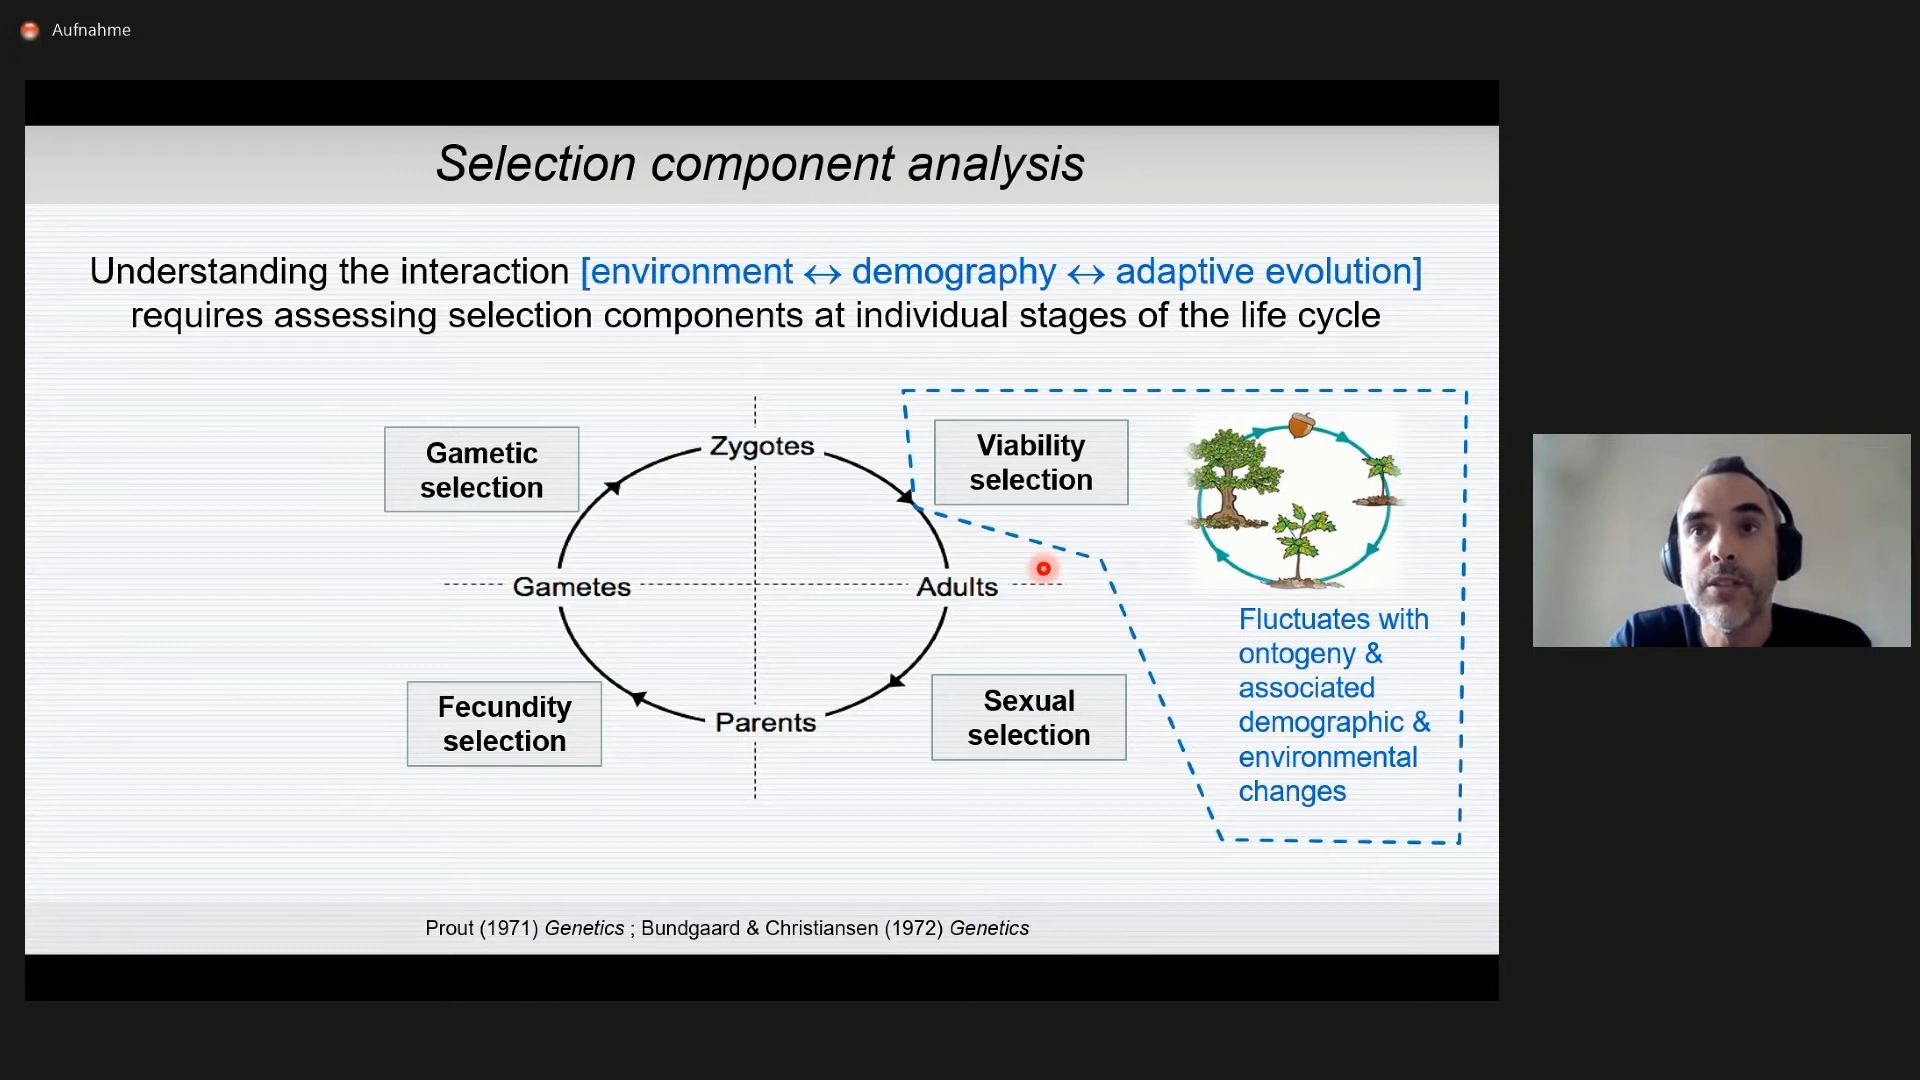 Aufnahme
Selection component analysis
Understanding the interaction [environment ↔ demography ↔ adaptive evolution]
requires assessing selection components at individual stages of the life cycle
Gametic
selection
Zygotes
Viability
selection
Gametes
Adults
Fecundity
selection
Parents
Sexual
selection
Fluctuates with
ontogeny &
associated
demographic &
environmental
changes
Prout (1971) Genetics ; Bundgaard & Christiansen (1972) Genetics